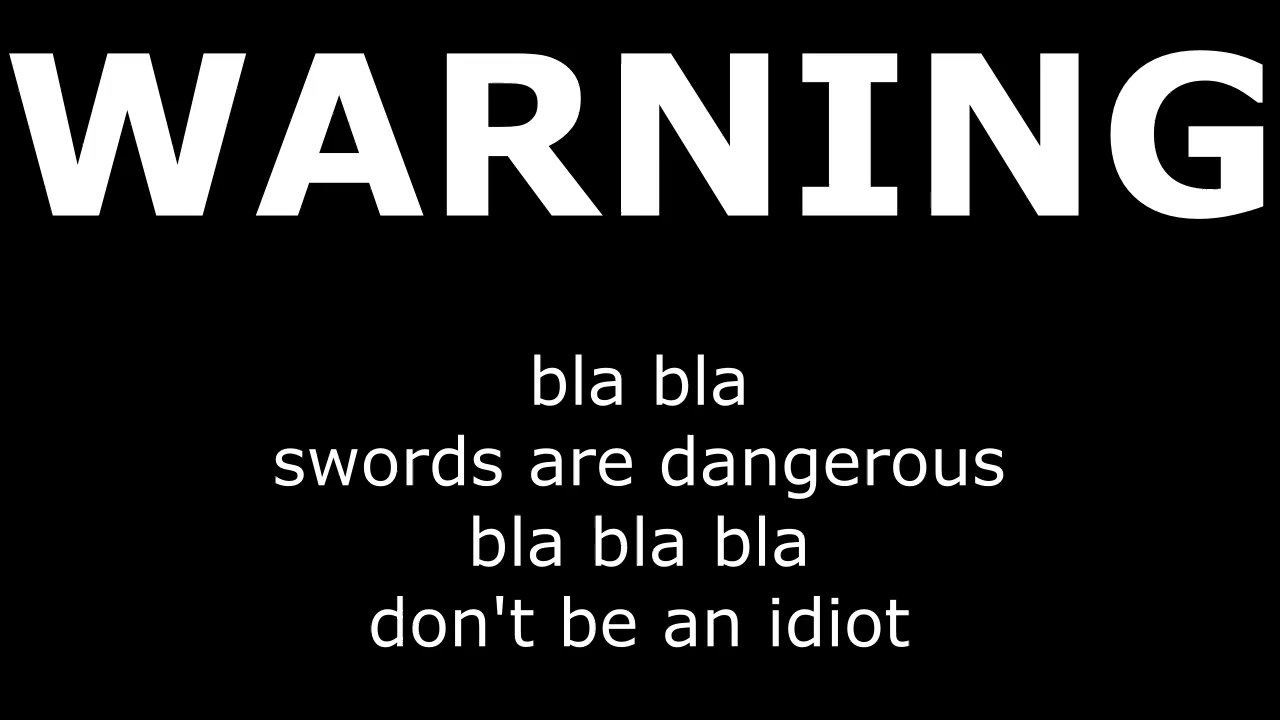 WARNING
bla bla
swords are dangerous
bla bla bla
don't be an idiot